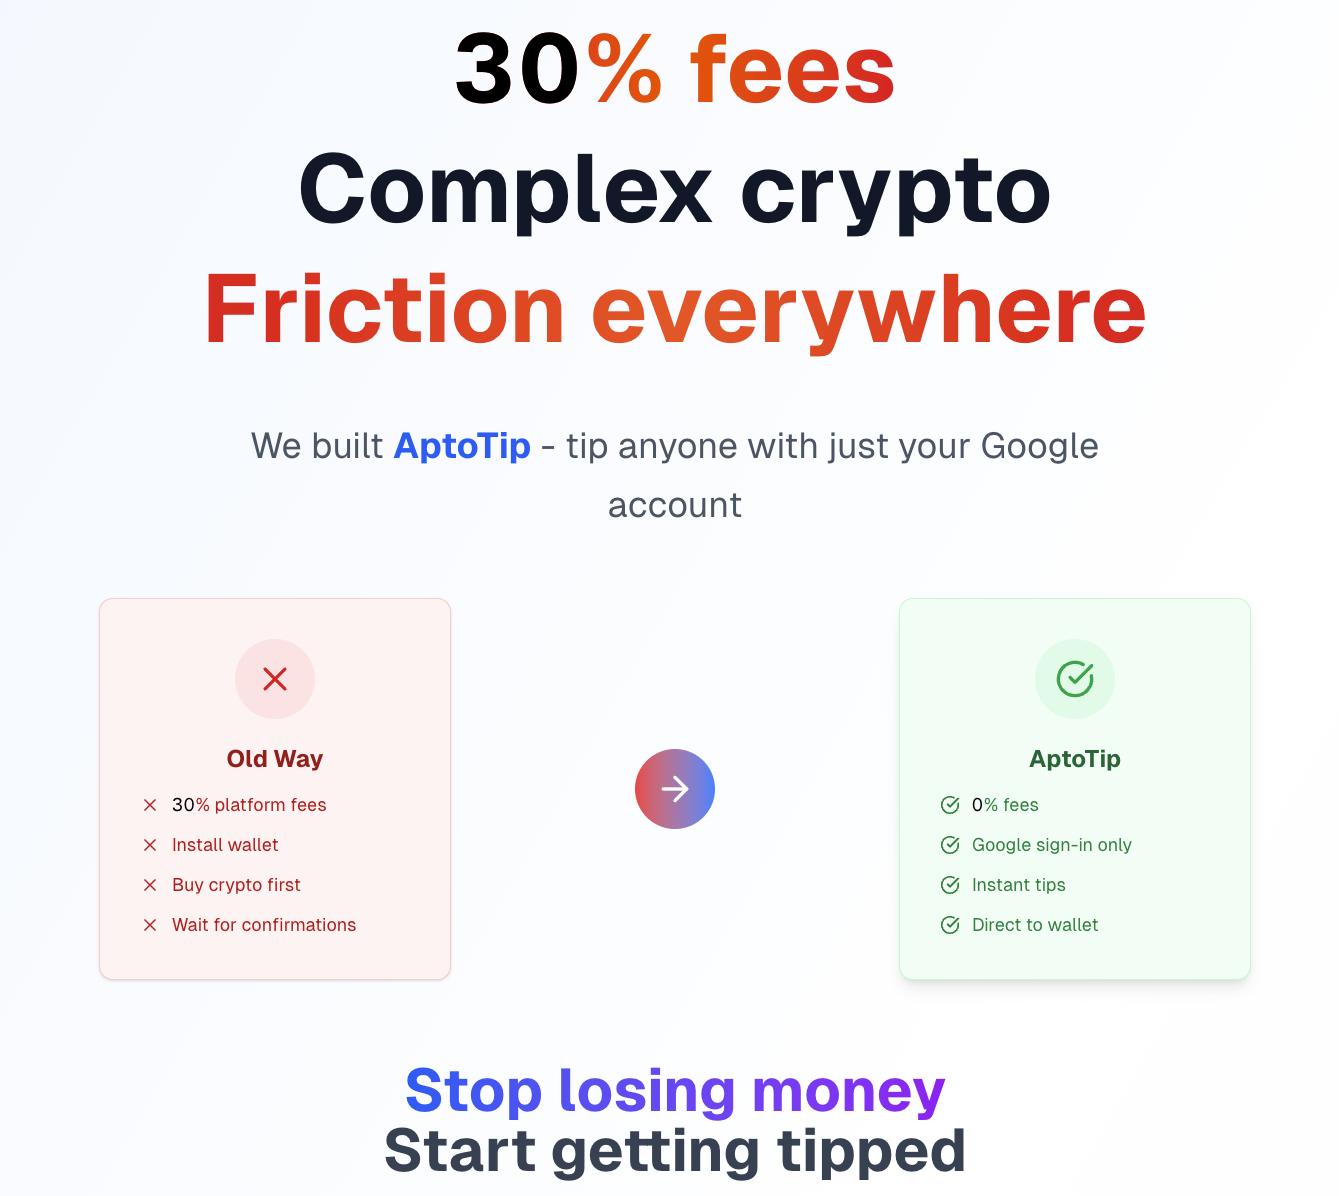 30% fees
Complex crypto
Friction everywhere
We built AptoTip - tip anyone with just your Google
account
Old Way
30% platform fees
Install wallet
Buy crypto first
Wait for confirmations
AptoTip
0% fees
Google sign-in only
Instant tips
Direct to wallet
Stop losing money
Start getting tipped